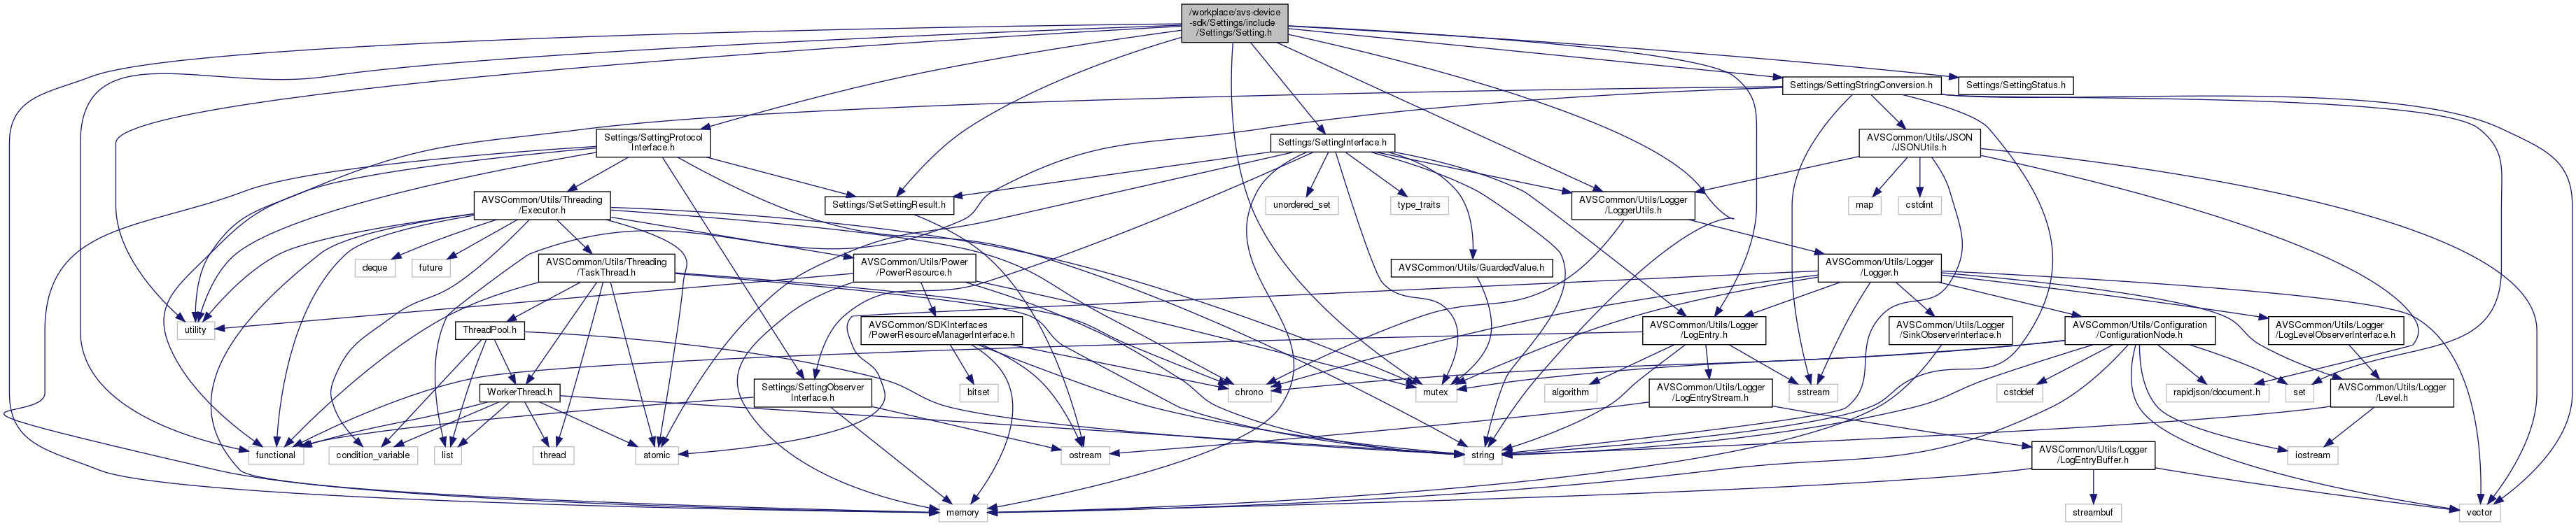 /workplace/avs-device
-sdk/Settings/include
/Settings/Setting.h
Settings/SettingStringConversion.h
Settings/SettingStatus.h
Settings/SettingProtocol
Interface.h
Settings/SettingInterface.h
AVSCommon/Utils/JSON
/JSONUtils.h
AVSCommon/Utils/Threading
/Executor.h
Settings/SetSettingResult.h
unordered_set
type_traits
AVSCommon/Utils/Logger
/LoggerUtils.h
map
cstdint
deque
future
AVSCommon/Utils/Threading
/TaskThread.h
AVSCommon/Utils/Power
/PowerResource.h
AVSCommon/Utils/GuardedValue.h
AVSCommon/Utils/Logger
/Logger.h
utility
ThreadPool.h
AVSCommon/SDKInterfaces
/PowerResourceManagerInterface.h
AVSCommon/Utils/Logger
/LogEntry.h
AVSCommon/Utils/Logger
/SinkObserverInterface.h
AVSCommon/Utils/Configuration
/ConfigurationNode.h
AVSCommon/Utils/Logger
/LogLevelObserverInterface.h
WorkerThread.h
Settings/SettingObserver
Interface.h
bitset
chrono
mutex
algorithm
AVSCommon/Utils/Logger
/LogEntryStream.h
sstream
cstddef
rapidjson/document.h
set
AVSCommon/Utils/Logger
/Level.h
functional
condition_variable
list
thread
atomic
ostream
string
AVSCommon/Utils/Logger
/LogEntryBuffer.h
iostream
memory
streambuf
vector